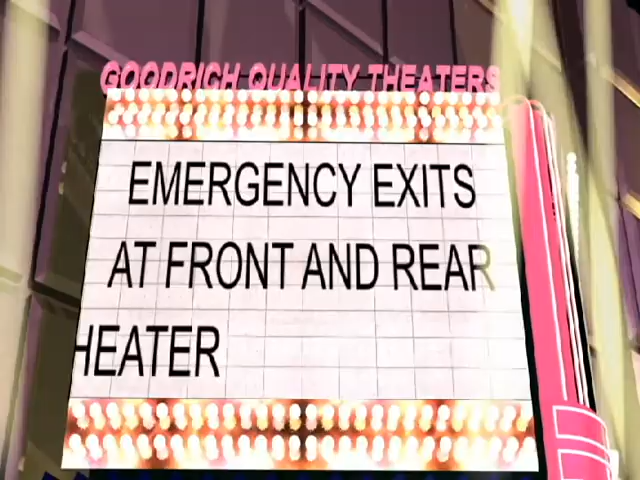 GOODRICH QUALITY THEATERS
EMERGENCY EXITS
AT FRONT AND REAR
HEATER